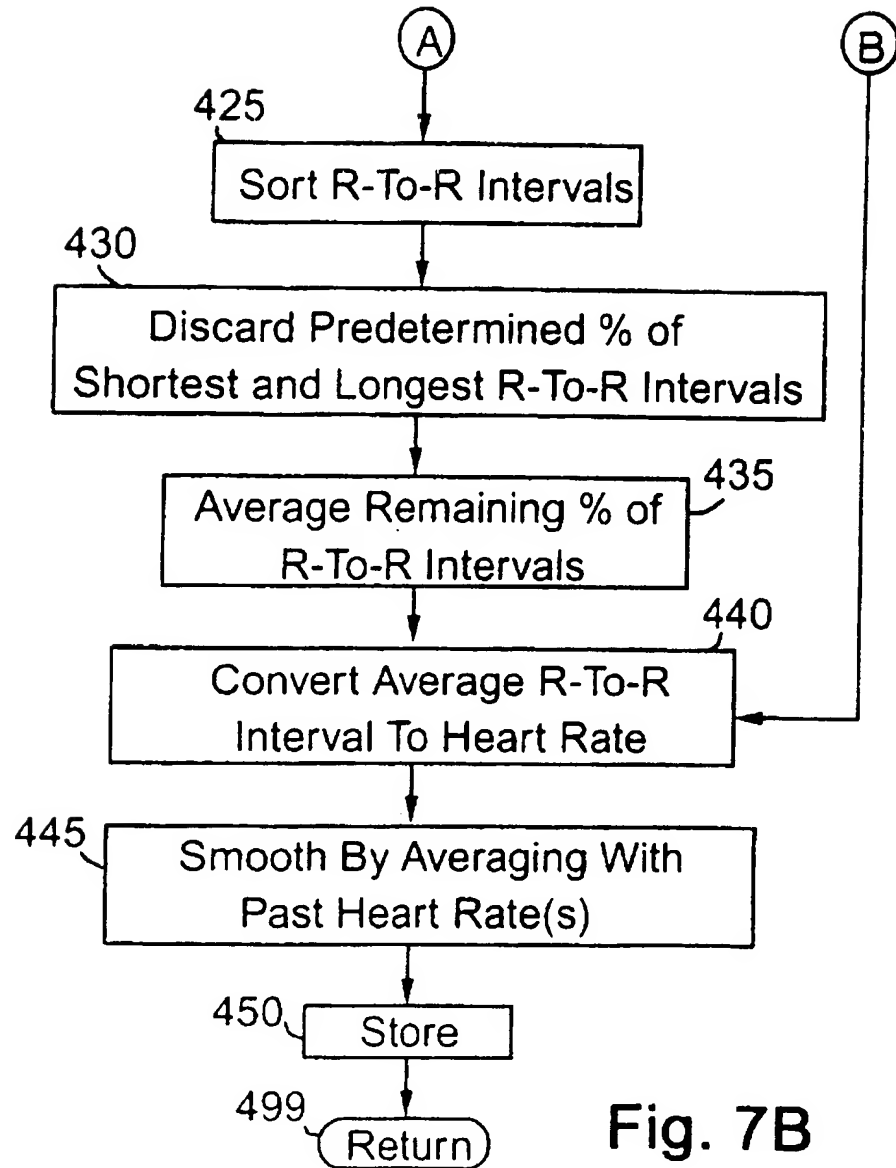 A
B
425
Sort R-To-R Intervals
430
Discard Predetermined % of
Shortest and Longest R-To-R Intervals
435
Average Remaining % of
R-To-R Intervals
440
Convert Average R-To-R
Interval To Heart Rate
445
Smooth By Averaging With
Past Heart Rate(s)
450
Store
499
Return
Fig. 7B